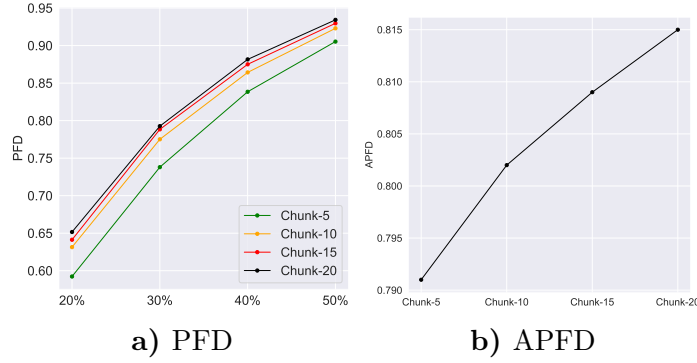 0.95
0.90
0.85
0.80
0.75
0.70
0.65
0.60
PFD
20%
30%
40%
50%
Chunk-5
Chunk-10
Chunk-15
Chunk-20
a) PFD
0.815
0.810
0.805
0.800
0.795
0.790
APFD
Chunk-5
Chunk-10
Chunk-15
Chunk-20
b) APFD